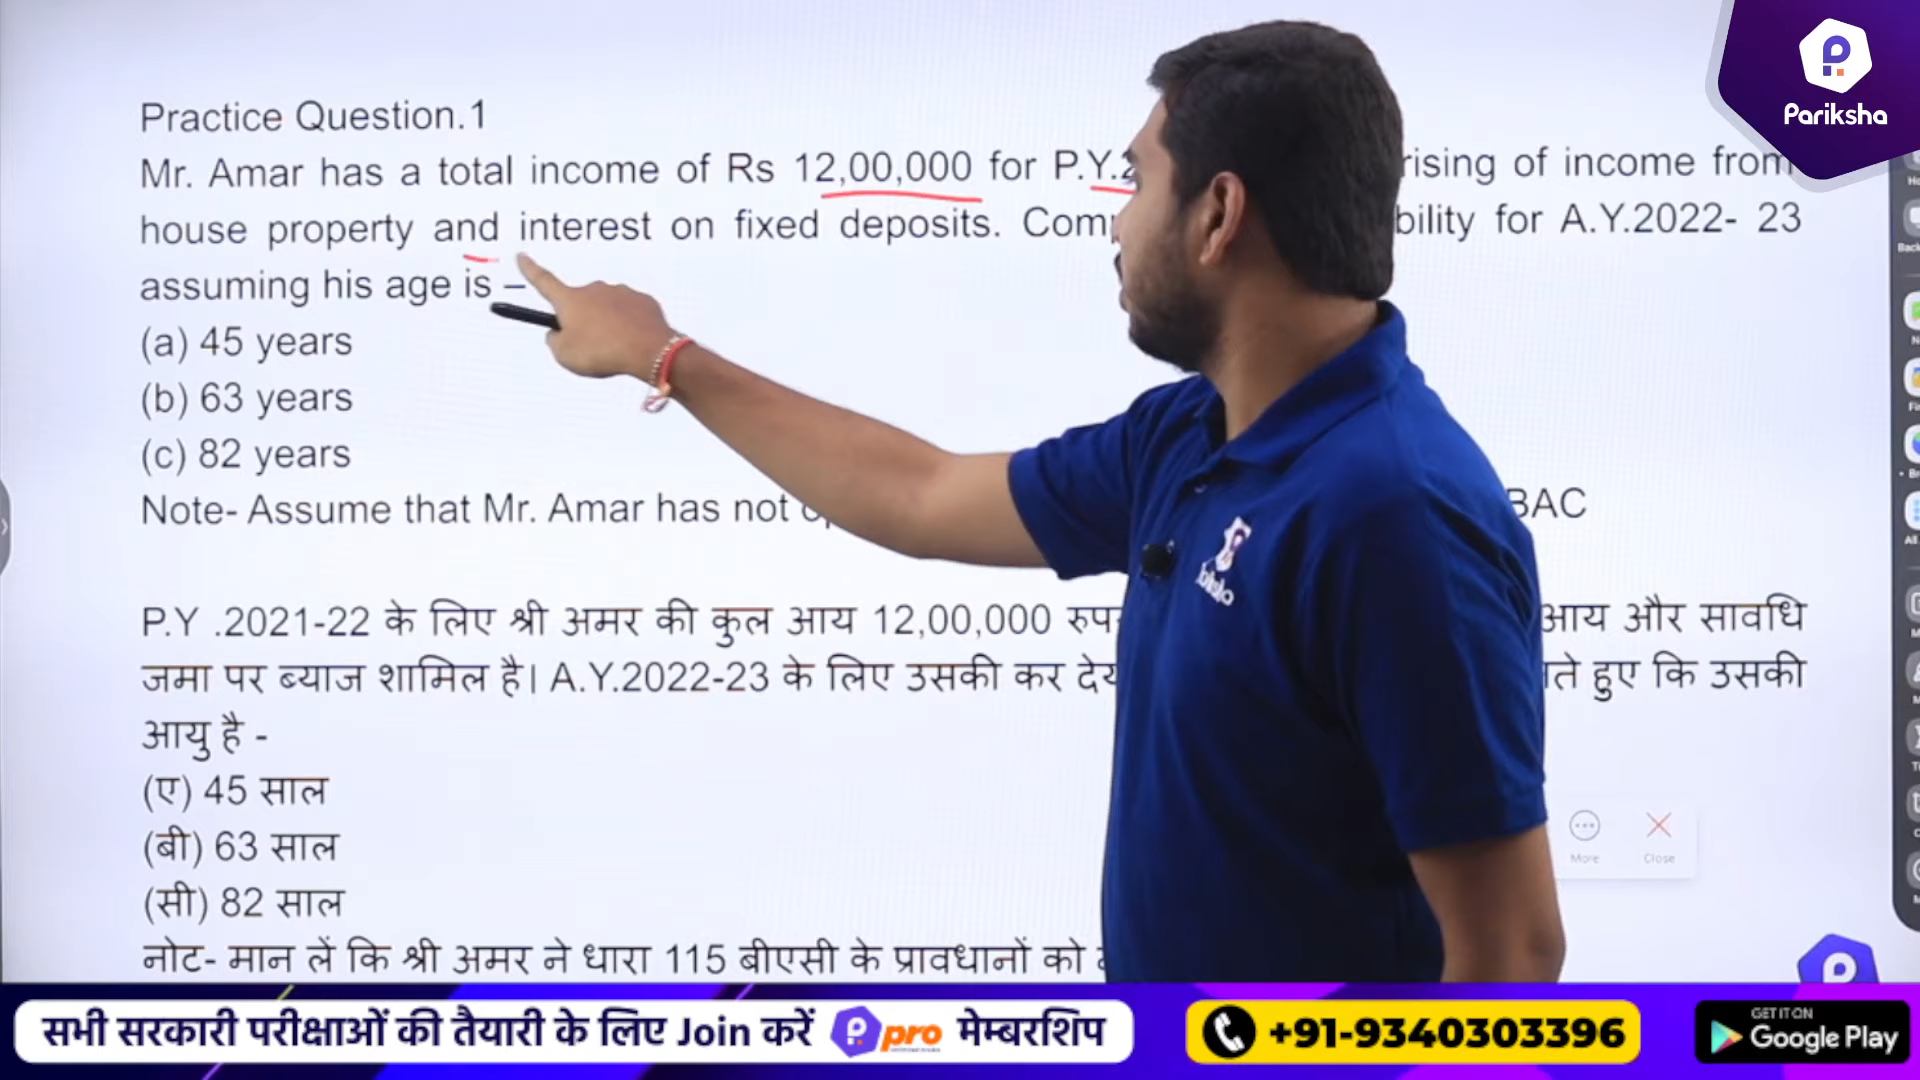 Pariksha
Practice Question.1
Mr. Amar has a total income of Rs 12,00,000 for P.Y. rising of income from
house property and interest on fixed deposits. bility for A.Y.2022- 23
assuming his age is –
(a) 45 years
(b) 63 years
(c) 82 years
Note- Assume that Mr. Amar has not BAC
P.Y .2021-22 के लिए श्री अमर की कुल आय 12,00,000 आय और सावधि
जमा पर ब्याज शामिल है। A.Y.2022-23 के लिए उसकी कर हुए कि उसकी
आयु है -
(ए) 45 साल
(बी) 63 साल
(सी) 82 साल
नोट- मान लें कि श्री अमर ने धारा 115 बीएसी के प्रावधानों को
More Close
सभी सरकारी परीक्षाओं की तैयारी के लिए Join करें pro मेम्बरशिप
+91-9340303396
GET IT ON
Google Play